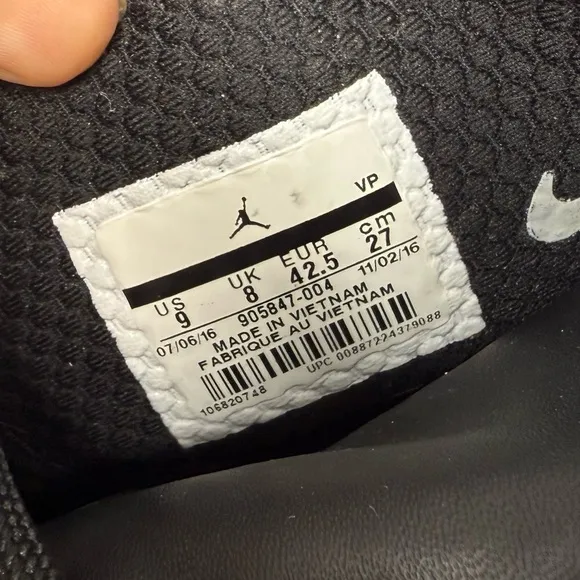 VP
US UK EUR cm
9 8 42.5 27
07/06/16 905847-004 11/02/16
MADE IN VIETNAM
FABRIQUE AU VIETNAM
106820748 UPC 00887224379088